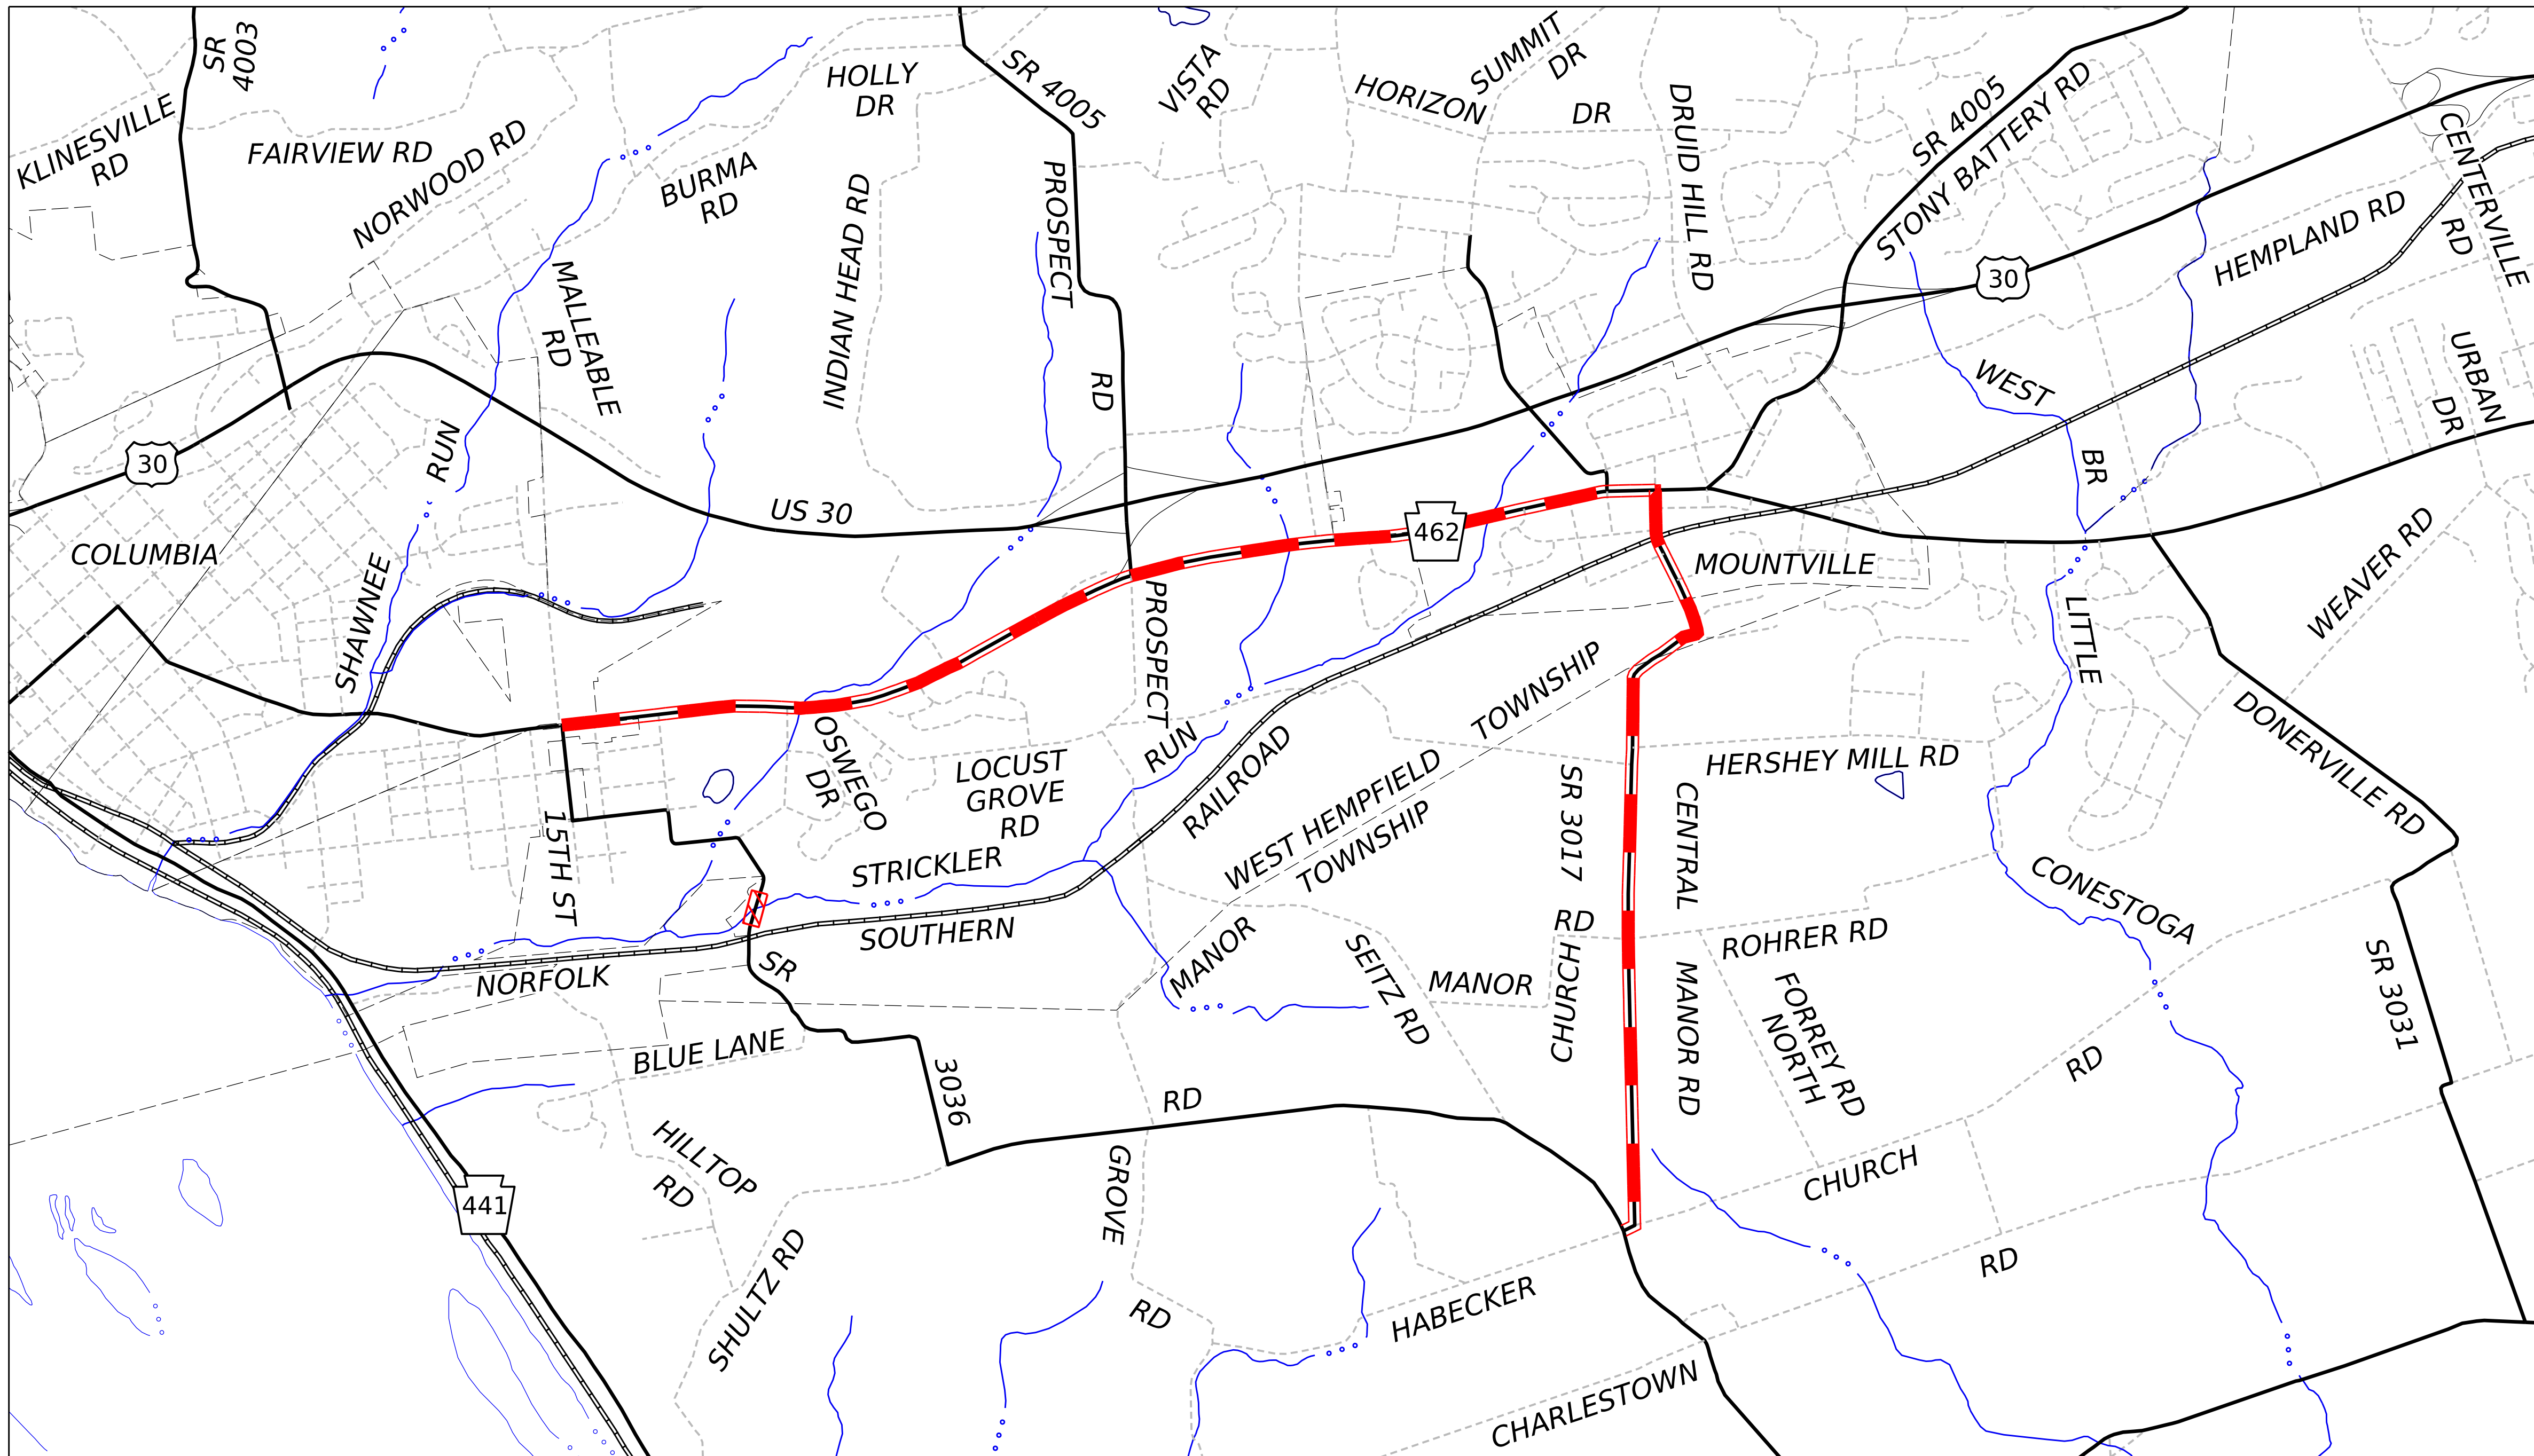 SR
4003
KLINESVILLE
RD
FAIRVIEW RD
NORWOOD RD
HOLLY
DR
BURMA
RD
INDIAN HEAD RD
MALLEABLE
RD
SR 4005
PROSPECT
RD
VISTA
RD
HORIZON
DR
SUMMIT
DR
DRUID HILL RD
SR 4005
STONY BATTERY RD
CENTERVILLE
RD
HEMPLAND RD
30
URBAN
DR
WEST
BR
LITTLE
CONESTOGA
30
RUN
SHAWNEE
COLUMBIA
US 30
462
MOUNTVILLE
WEAVER RD
PROSPECT
OSWEGO
DR
LOCUST
GROVE
RD
RUN
STRICKLER
RAILROAD
SOUTHERN
NORFOLK
TOWNSHIP
WEST HEMPFIELD
TOWNSHIP
MANOR
SR 3017
CENTRAL
MANOR RD
HERSHEY MILL RD
DONERVILLE RD
15TH ST
SR
3036
SEITZ RD
MANOR
CHURCH
RD
ROHRER RD
FORREY RD
NORTH
SR 3031
BLUE LANE
HILLTOP
RD
RD
GROVE
RD
CHURCH
RD
441
SHULTZ RD
HABECKER
RD
CHARLESTOWN